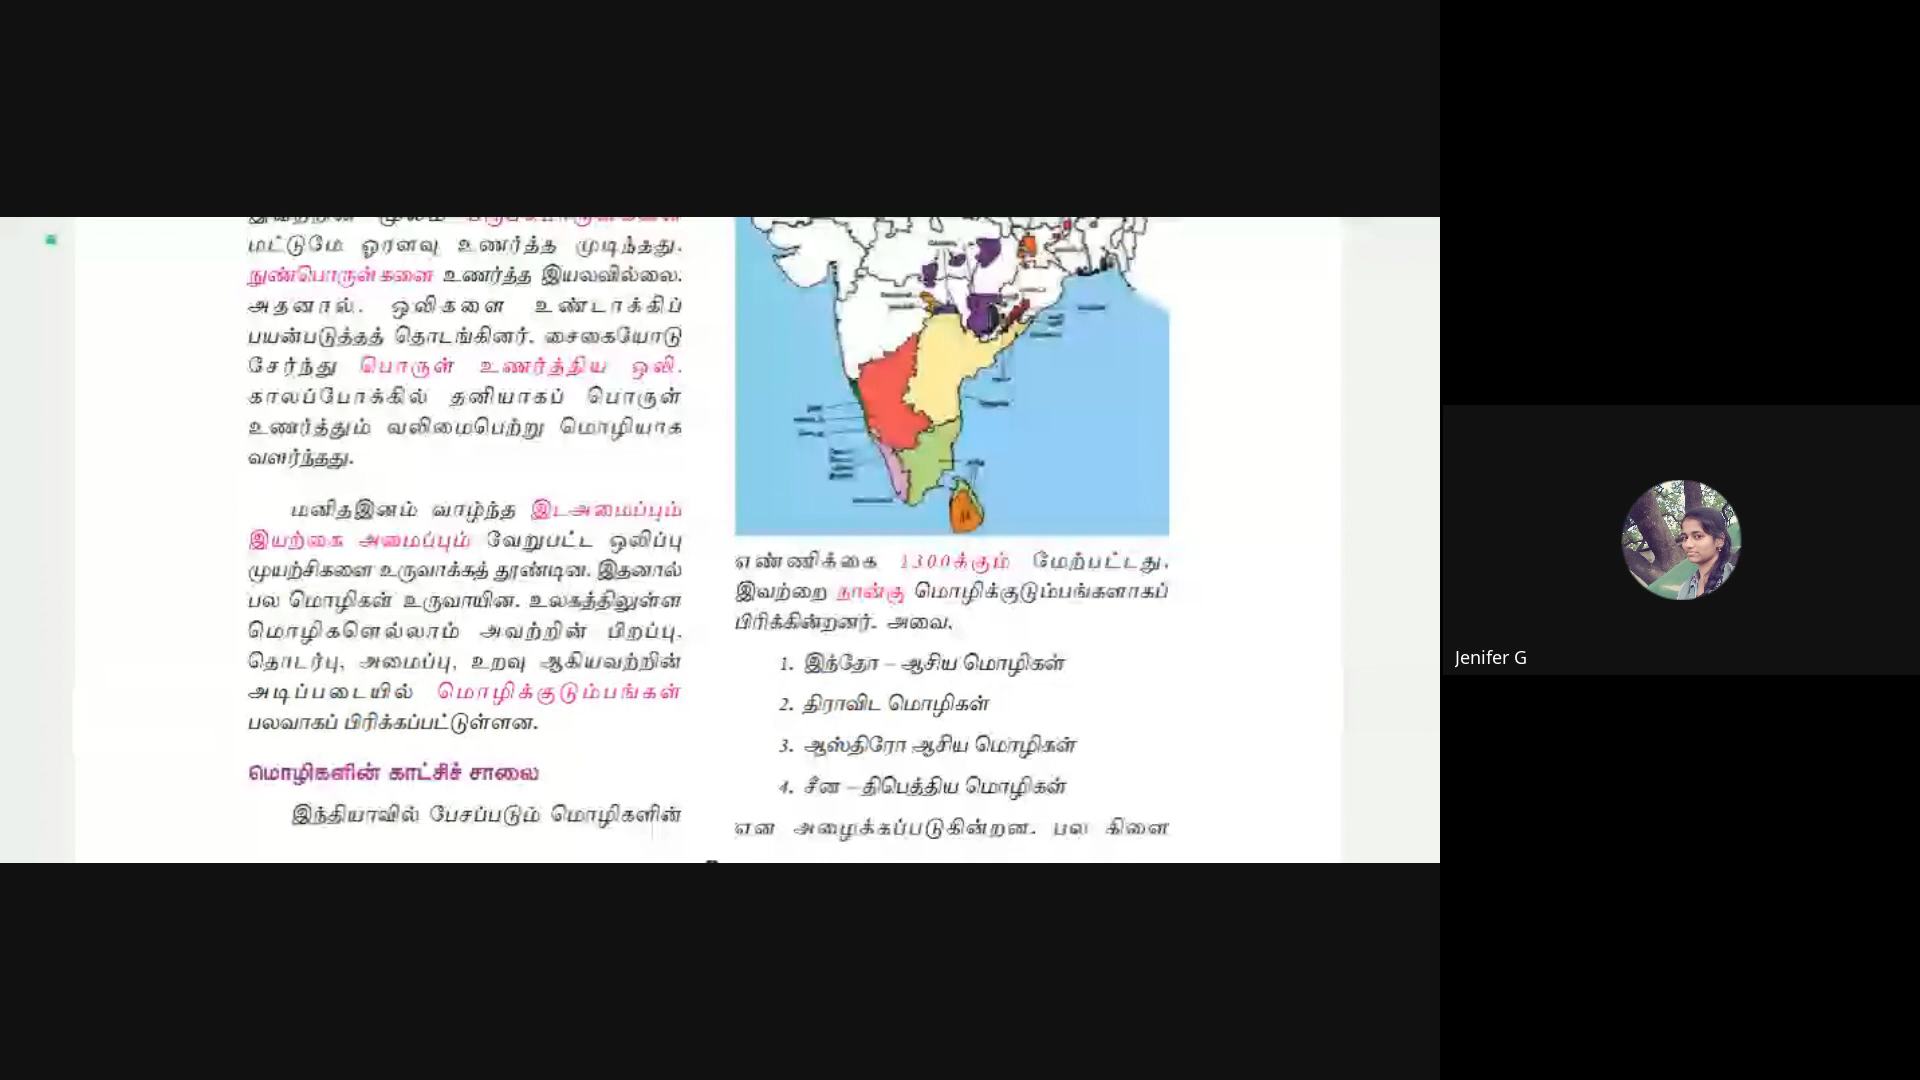 மட்டுமே ஓரளவு உணர்த்த முடிந்தது.
நுண்பொருள்களை உணர்த்த இயலவில்லை.
அதனால், ஒலிகளை உண்டாக்கிப்
பயன்படுத்தத் தொடங்கினர். சைகையோடு
சேர்ந்து பொருள் உணர்த்திய ஒலி,
காலப்போக்கில் தனியாகப் பொருள்
உணர்த்தும் வலிமைபெற்று மொழியாக
வளர்ந்தது.
மனிதஇனம் வாழ்ந்த இடஅமைப்பும்
இயற்கை அமைப்பும் வேறுபட்ட ஒலிப்பு
முயற்சிகளை உருவாக்கத் தூண்டின. இதனால்
பல மொழிகள் உருவாயின. உலகத்திலுள்ள
மொழிகளெல்லாம் அவற்றின் பிறப்பு,
தொடர்பு, அமைப்பு, உறவு ஆகியவற்றின்
அடிப்படையில் மொழிக்குடும்பங்கள்
பலவாகப் பிரிக்கப்பட்டுள்ளன.
மொழிகளின் காட்சிச் சாலை
இந்தியாவில் பேசப்படும் மொழிகளின்
எண்ணிக்கை 1300க்கும் மேற்பட்டது.
இவற்றை நான்கு மொழிக்குடும்பங்களாகப்
பிரிக்கின்றனர். அவை,
1. இந்தோ – ஆசிய மொழிகள்
2. திராவிட மொழிகள்
3. ஆஸ்திரோ ஆசிய மொழிகள்
4. சீன – திபெத்திய மொழிகள்
என அழைக்கப்படுகின்றன. பல கிளை
Jenifer G